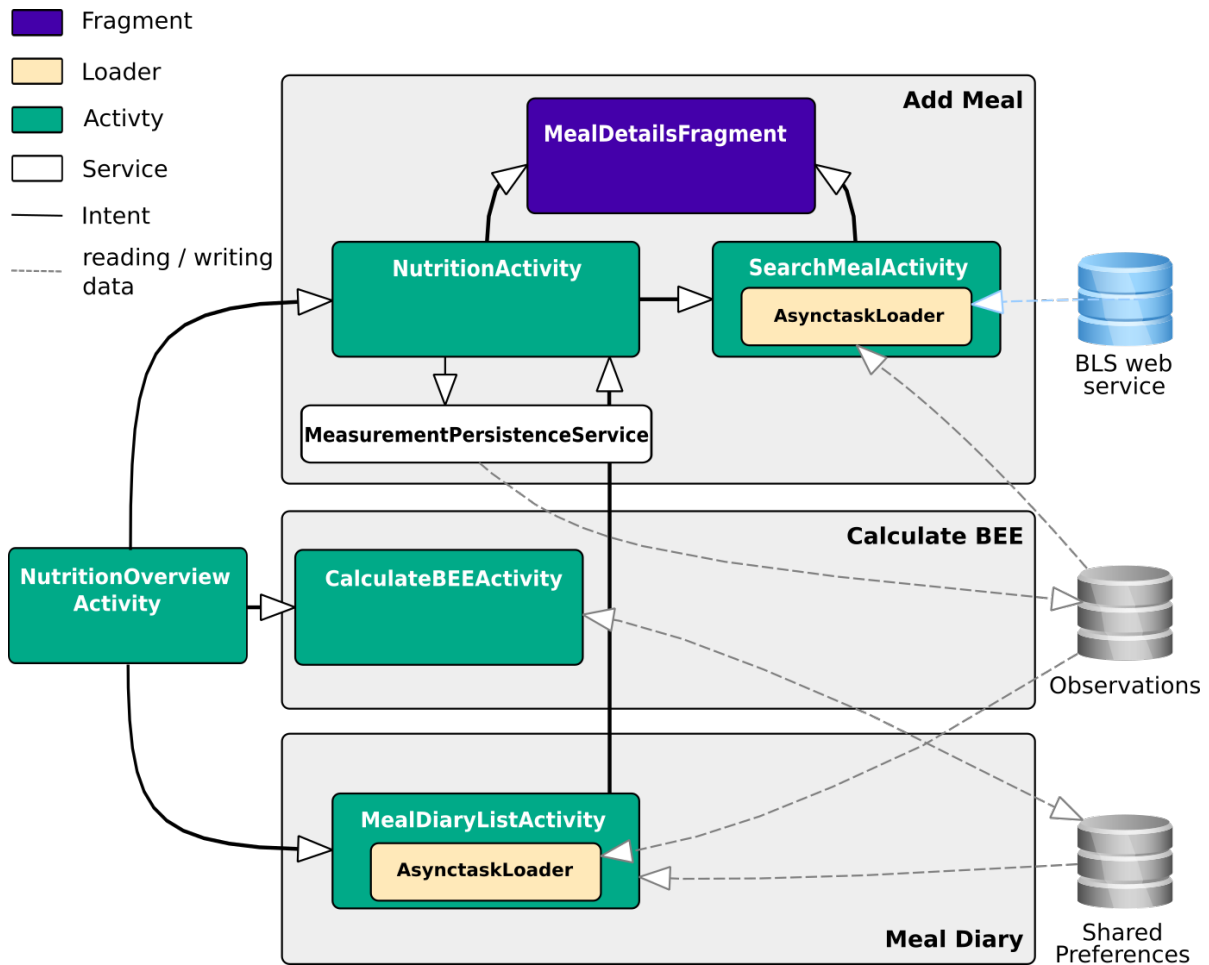 Fragment
Loader
Activty
Service
Intent
reading / writing
data
Add Meal
MealDetailsFragment
NutritionActivity
SearchMealActivity
AsynctaskLoader
BLS web
service
MeasurementPersistenceService
Calculate BEE
NutritionOverview
Activity
CalculateBEEActivity
Observations
MealDiaryListActivity
AsynctaskLoader
Meal Diary
Shared
Preferences